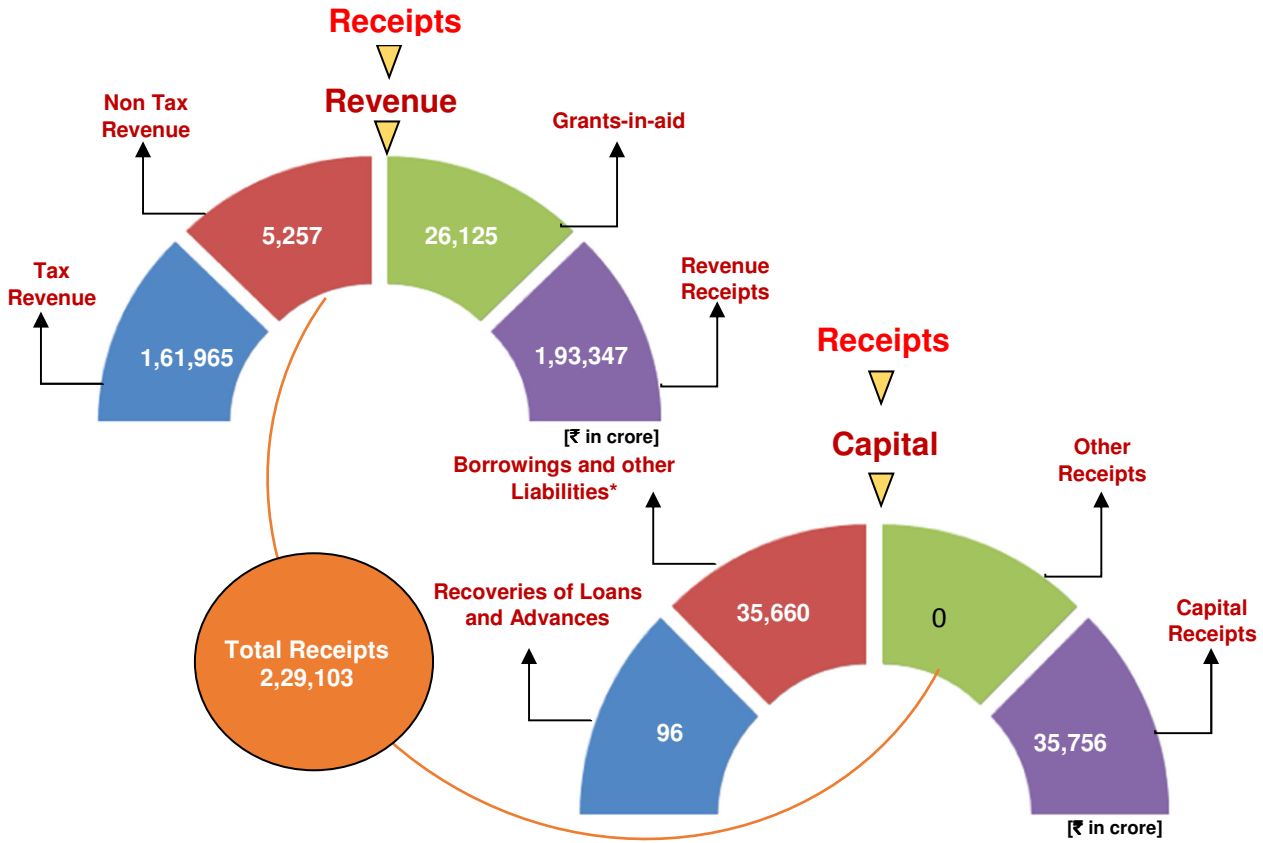 Receipts
Revenue
Non Tax
Revenue
Grants-in-aid
5,257
26,125
Tax
Revenue
Revenue
Receipts
1,61,965
1,93,347
[₹ in crore]
Receipts
Capital
Borrowings and other
Liabilities*
Other
Receipts
Recoveries of Loans
and Advances
35,660
0
Capital
Receipts
Total Receipts
2,29,103
96
35,756
[₹ in crore]